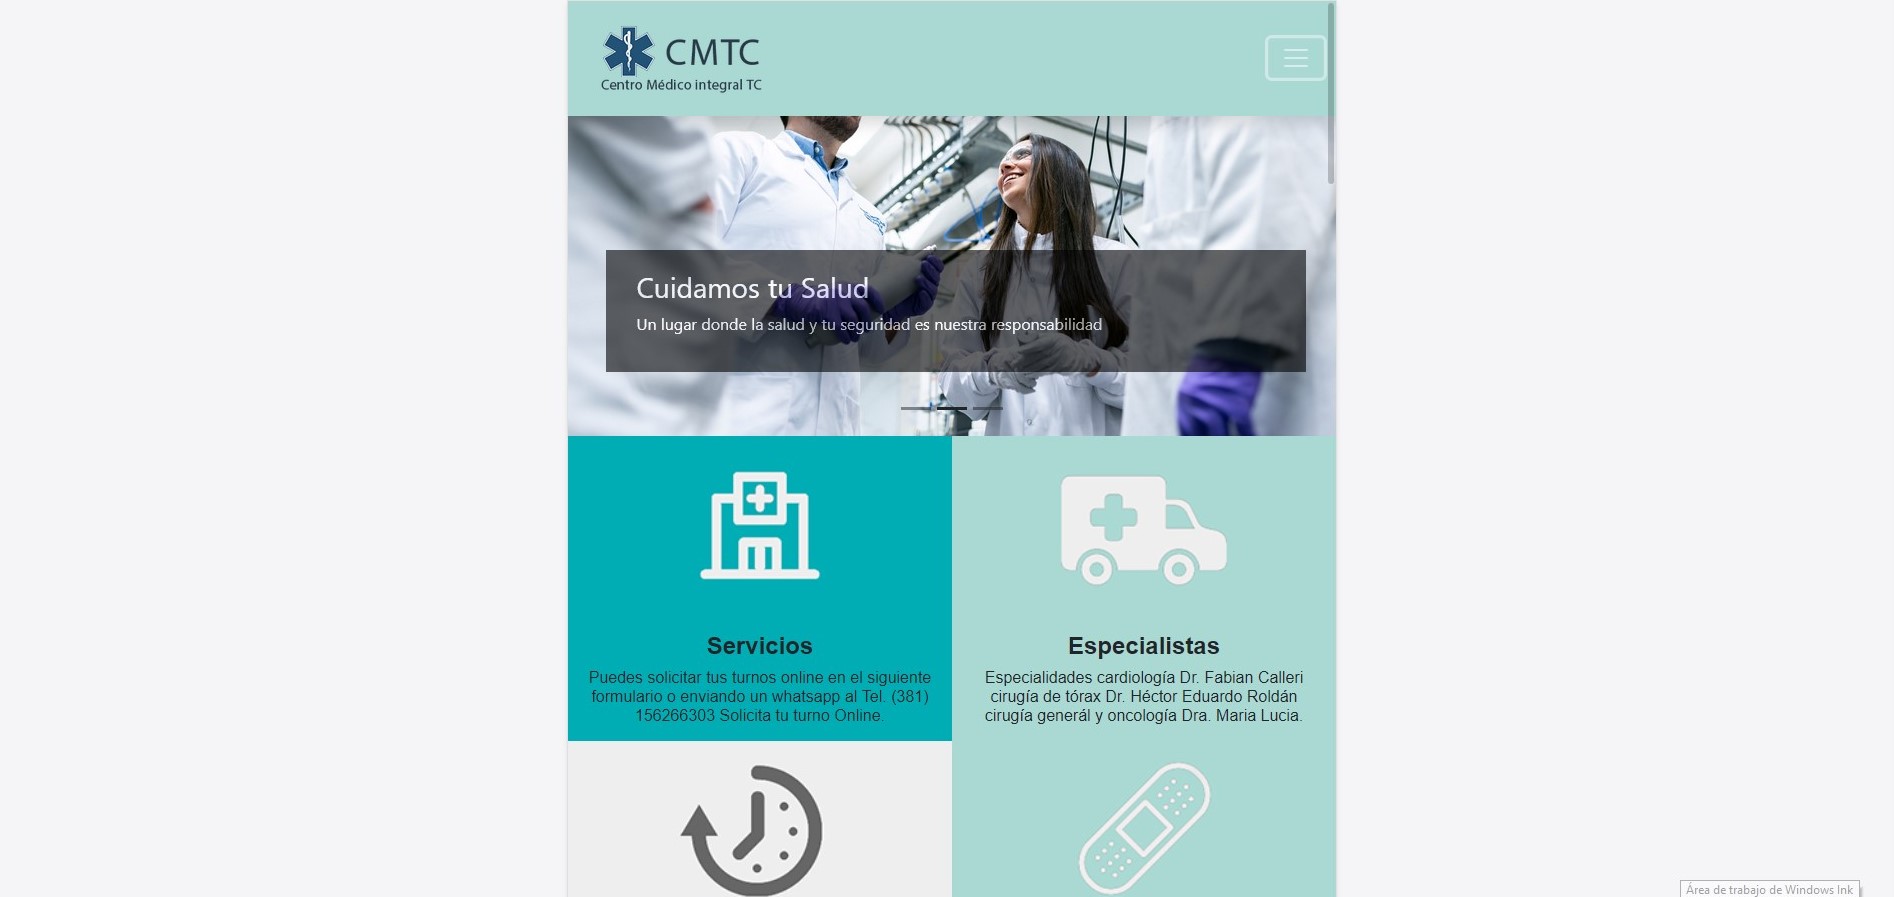 CMTC
Centro Médico integral TC
Cuidamos tu Salud
Un lugar donde la salud y tu seguridad es nuestra responsabilidad
Servicios
Puedes solicitar tus turnos online en el siguiente
formulario o enviando un whatsapp al Tel. (381)
156266303 Solicita tu turno Online.
Especialistas
Especialidades cardiología Dr. Fabian Calleri
cirugía de tórax Dr. Héctor Eduardo Roldán
cirugía generál y oncología Dra. Maria Lucia.
Área de trabajo de Windows Ink